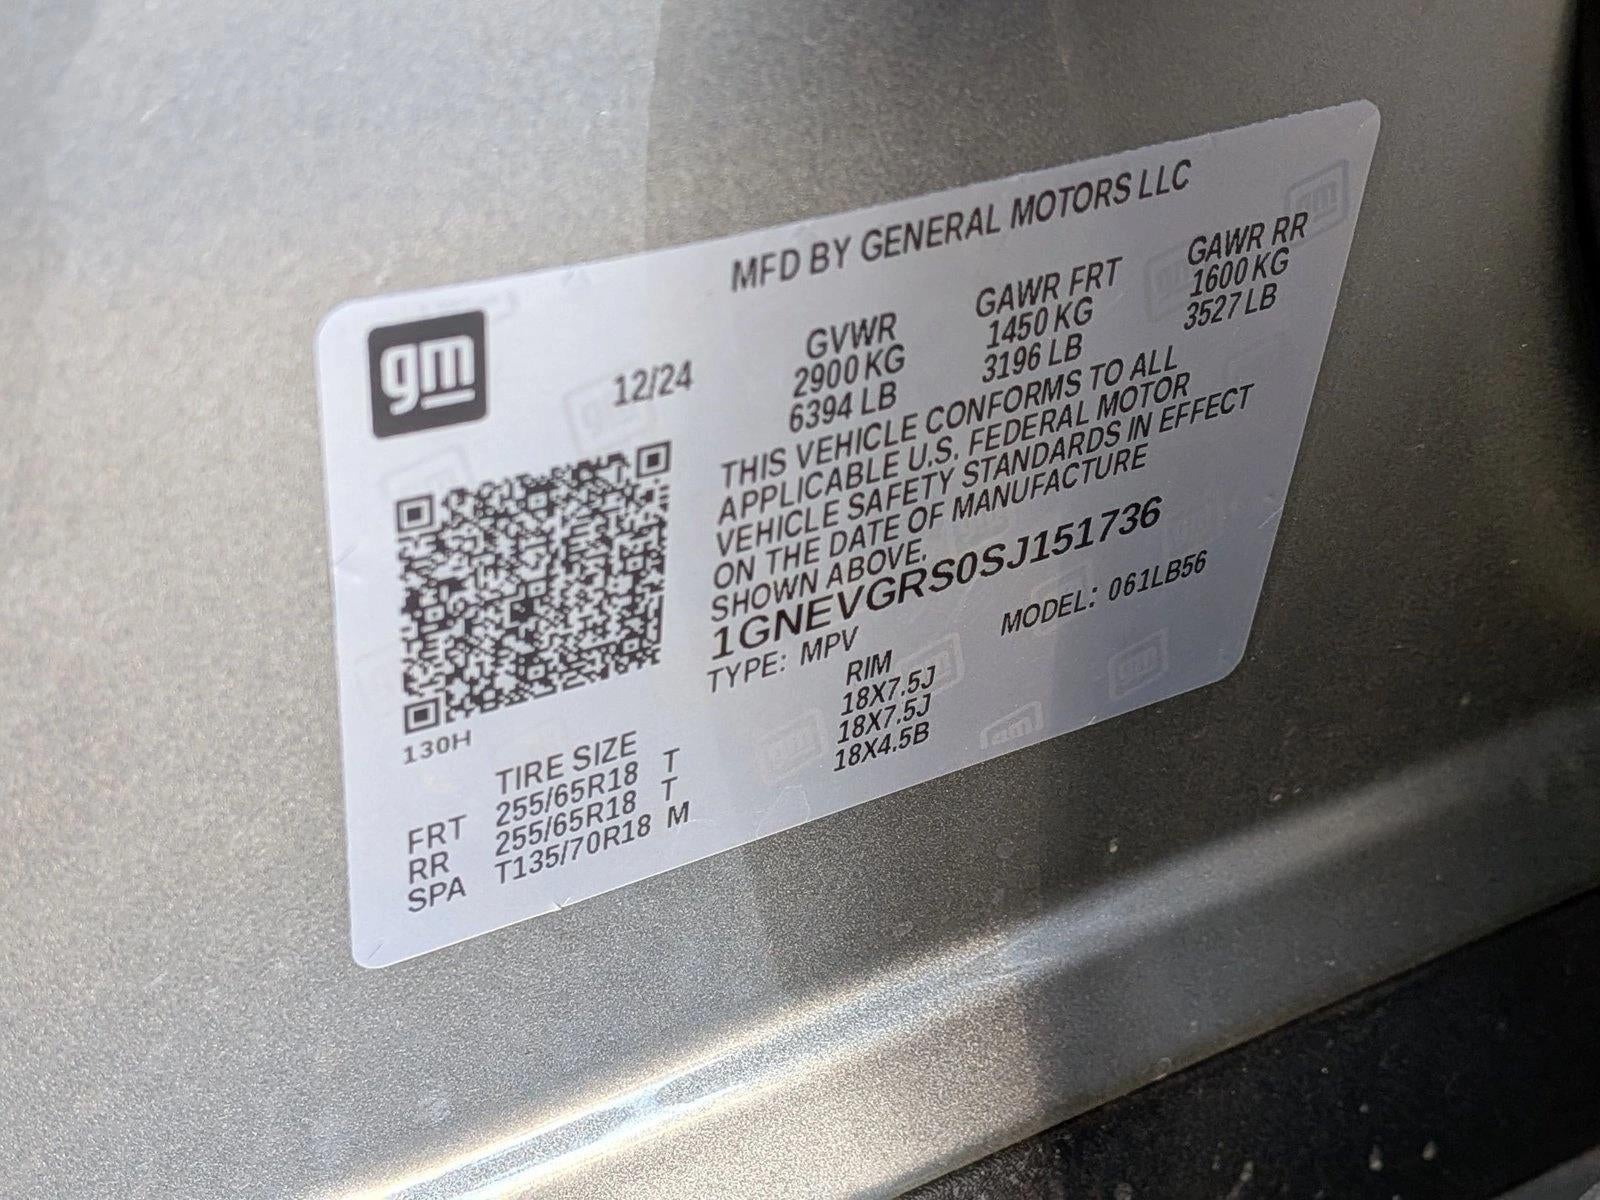 MFD BY GENERAL MOTORS LLC
gm
12/24
GVWR GAWR FRT GAWR RR
2900 KG 1450 KG 1600 KG
6394 LB 3196 LB 3527 LB
THIS VEHICLE CONFORMS TO ALL
APPLICABLE U.S. FEDERAL MOTOR
VEHICLE SAFETY STANDARDS IN EFFECT
ON THE DATE OF MANUFACTURE
SHOWN ABOVE.
1GNEVGRS0SJ151736
TYPE: MPV MODEL: 061LB56
130H
TIRE SIZE RIM
FRT 255/65R18 T 18X7.5J
RR 255/65R18 T 18X7.5J
SPA T135/70R18 M 18X4.5B